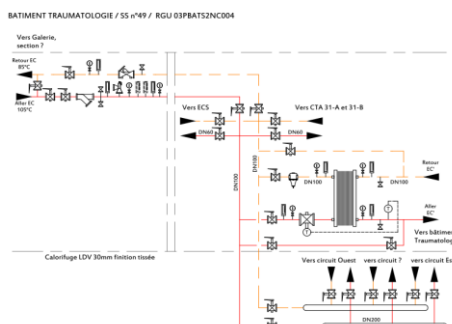 BATIMENT TRAUMATOLOGIE / SS n°49 / RGU 03PBATS2NC004
Vers Galerie,
section ?
Retour EC
85°C
Aller EC
105°C
Vers ECS
Vers CTA 31-A et 31-B
DN60
DN60
DN100
DN100
DN100
DN100
Retour
EC'
Aller
EC'
T
T
Vers bâtime
Traumatolog
Calorifuge LDV 30mm finition tissée
Vers circuit Ouest
vers circuit ?
vers circuit Es
DN200